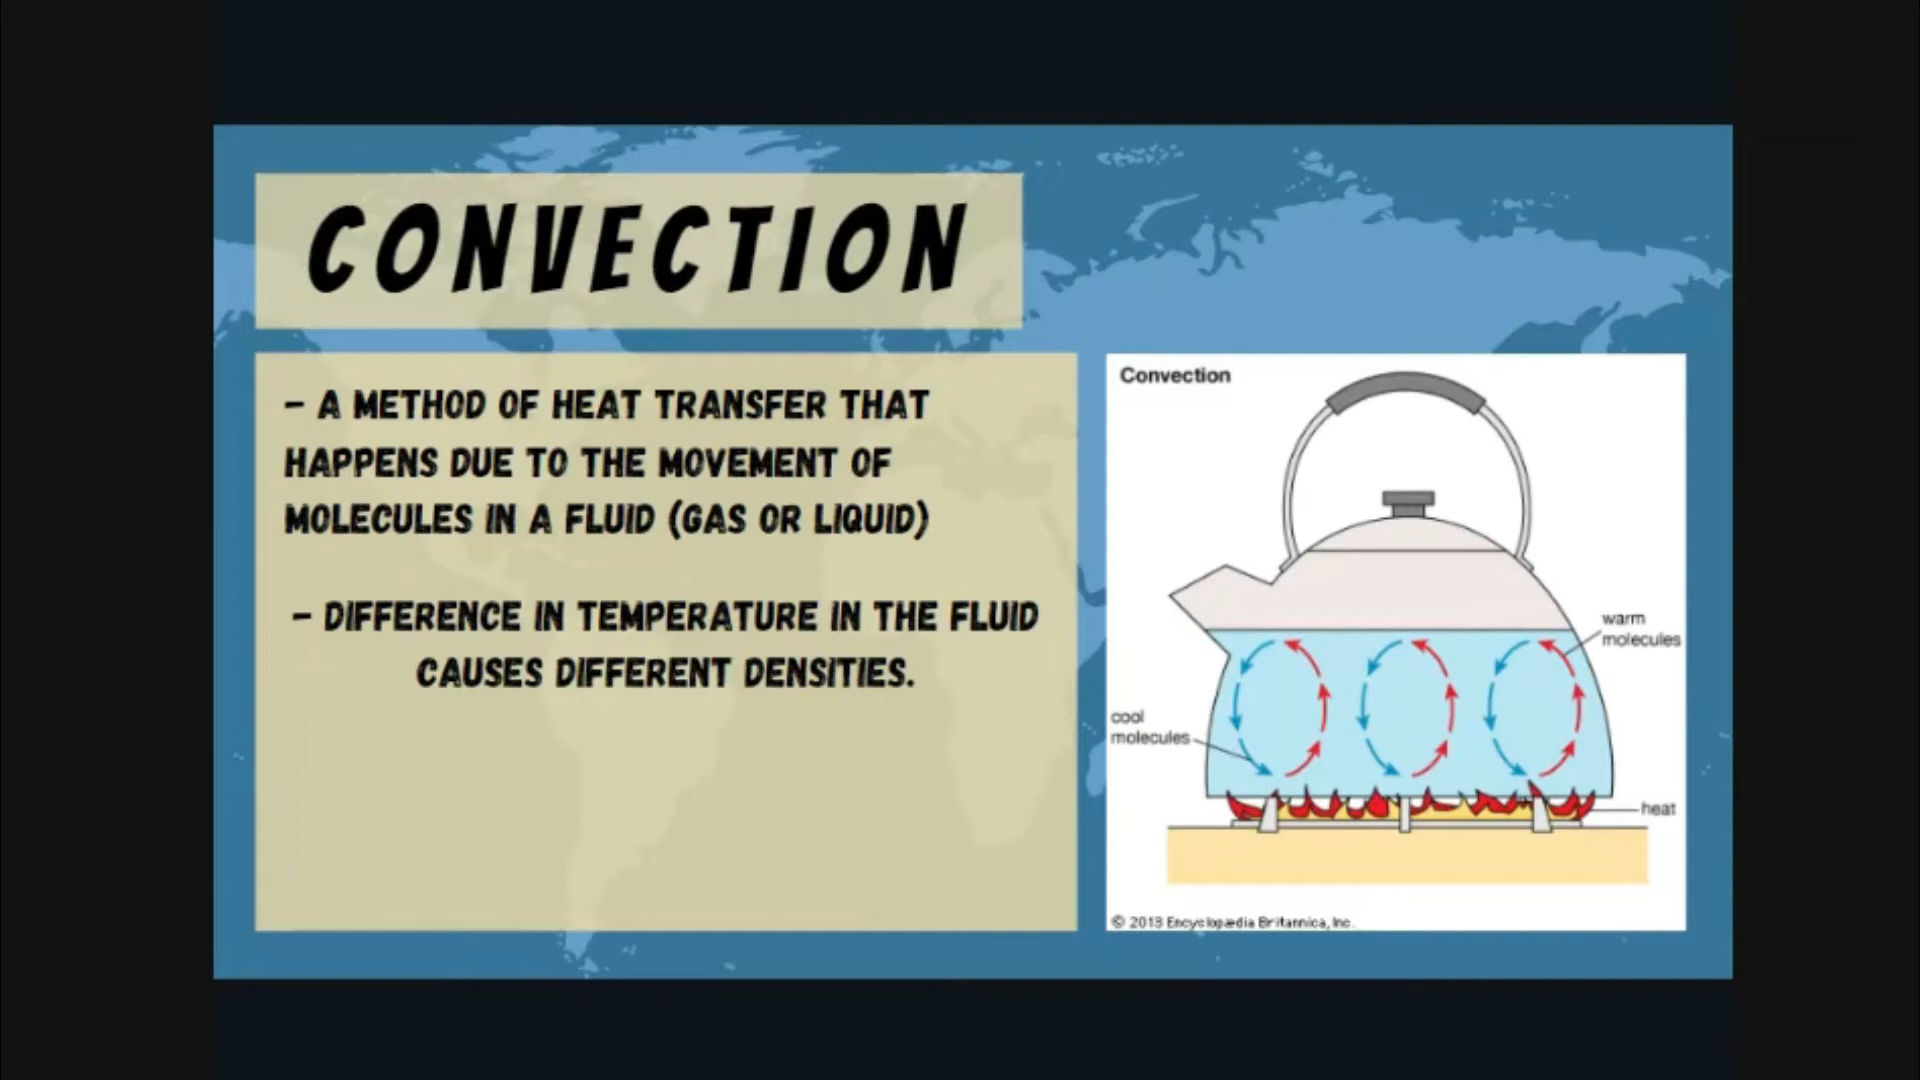 CONVECTION
- A METHOD OF HEAT TRANSFER THAT
HAPPENS DUE TO THE MOVEMENT OF
MOLECULES IN A FLUID (GAS OR LIQUID)
- DIFFERENCE IN TEMPERATURE IN THE FLUID
CAUSES DIFFERENT DENSITIES.
Convection
warm
molecules
cool
molecules
heat
© 2013 Encyclopædia Britannica, Inc.